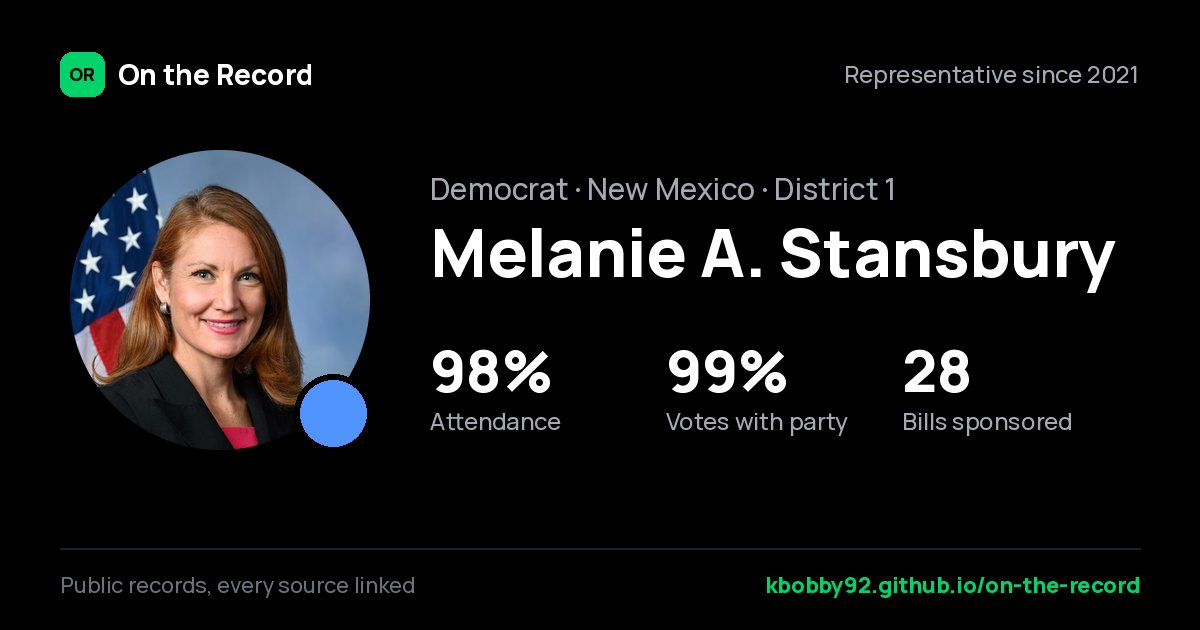 OR On the Record
Representative since 2021
Democrat · New Mexico · District 1
Melanie A. Stansbury
98% 99% 28
Attendance Votes with party Bills sponsored
Public records, every source linked
kbobby92.github.io/on-the-record